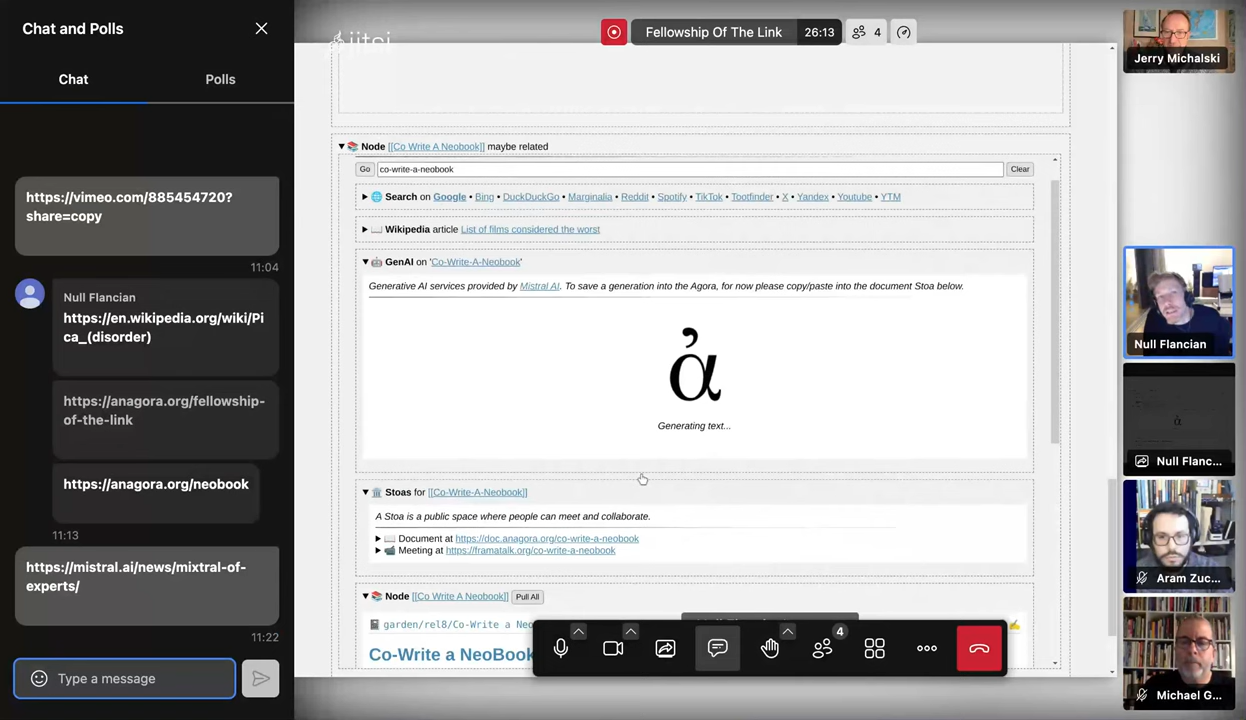 Chat and Polls
Chat
Polls
https://vimeo.com/885454720?
share=copy
11:04
Null Flancian
https://en.wikipedia.org/wiki/Pi
ca_(disorder)
https://anagora.org/fellowship-
of-the-link
https://anagora.org/neobook
11:13
https://mistral.ai/news/mixtral-of-
experts/
11:22
Type a message
jitsi
Fellowship Of The Link
26:13
4
Node [[Co Write A Neobook]] maybe related
Go
co-write-a-neobook
Clear
Search on Google • Bing • DuckDuckGo • Marginalia • Reddit • Spotify • TikTok • Tootfinder • X • Yandex • Youtube • YTM
Wikipedia article List of films considered the worst
GenAI on 'Co-Write-A-Neobook'
Generative AI services provided by Mistral AI. To save a generation into the Agora, for now please copy/paste into the document Stoa below.
ἀ
Generating text...
Stoas for [[Co-Write-A-Neobook]]
A Stoa is a public space where people can meet and collaborate.
Document at https://doc.anagora.org/co-write-a-neobook
Meeting at https://framatalk.org/co-write-a-neobook
Node [[Co Write A Neobook]] Pull All
garden/rel8/Co-Write a Neo
Co-Write a NeoBook
4
Jerry Michalski
Null Flancian
Null Flanc...
Aram Zuc...
Michael G...